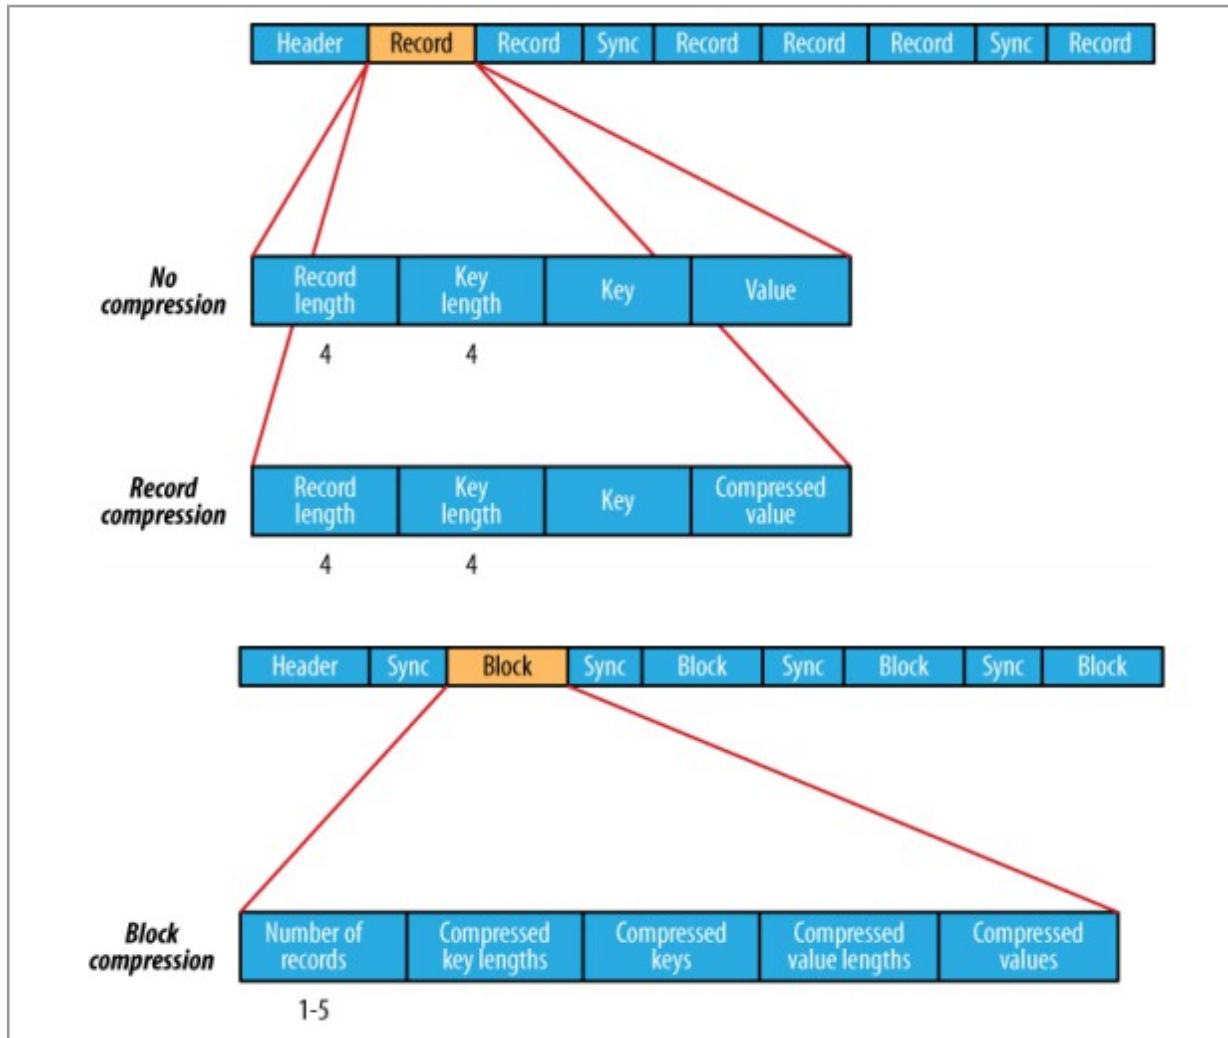 Header Record Record Sync Record Record Record Sync Record
No
compression
Record
length
Key
length
Key
Value
4 4
Record
compression
Record
length
Key
length
Key
Compressed
value
4 4
Header Sync Block Sync Block Sync Block Sync Block
Block
compression
Number of
records
Compressed
key lengths
Compressed
keys
Compressed
value lengths
Compressed
values
1-5